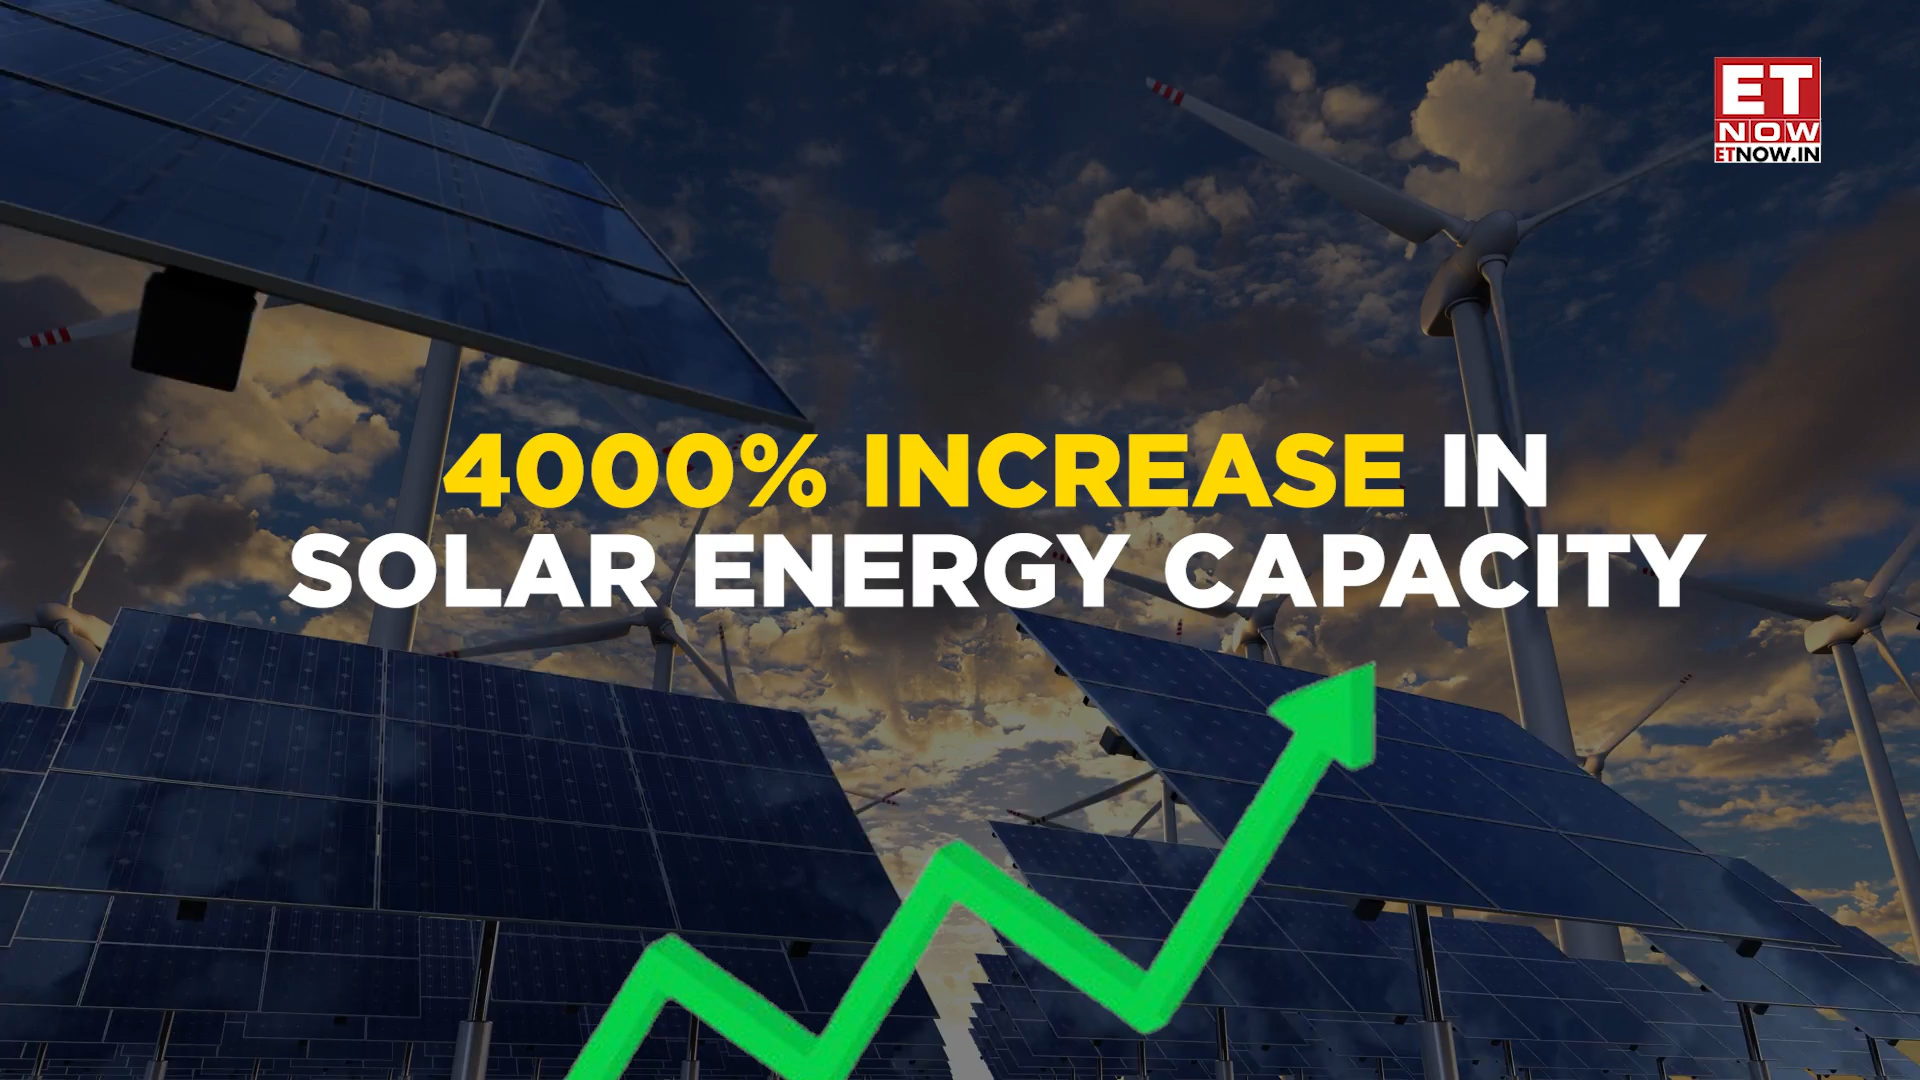 ET
NOW
ETNOW.IN
4000% INCREASE IN
SOLAR ENERGY CAPACITY